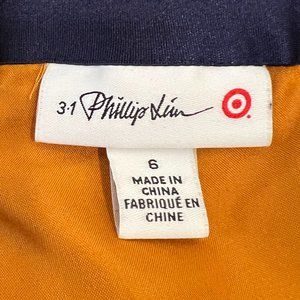 3.1 Phillip Lim
6
MADE IN
CHINA
FABRIQUÉ EN
CHINE